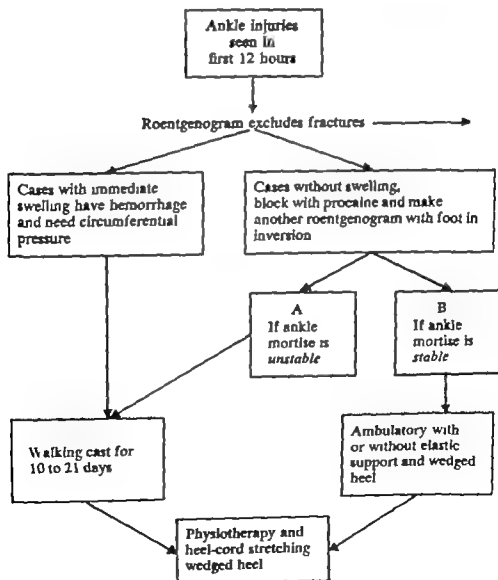 Ankle injuries
seen in
first 12 hours
Roentgenogram excludes fractures
Cases with immediate
swelling have hemorrhage
and need circumferential
pressure
Cases without swelling,
block with procaine and make
another roentgenogram with foot in
inversion
A
If ankle
mortise is
unstable
B
If ankle
mortise is
stable
Walking cast for
10 to 21 days
Ambulatory with
or without elastic
support and wedged
heel
Physiotherapy and
heel-cord stretching
wedged heel